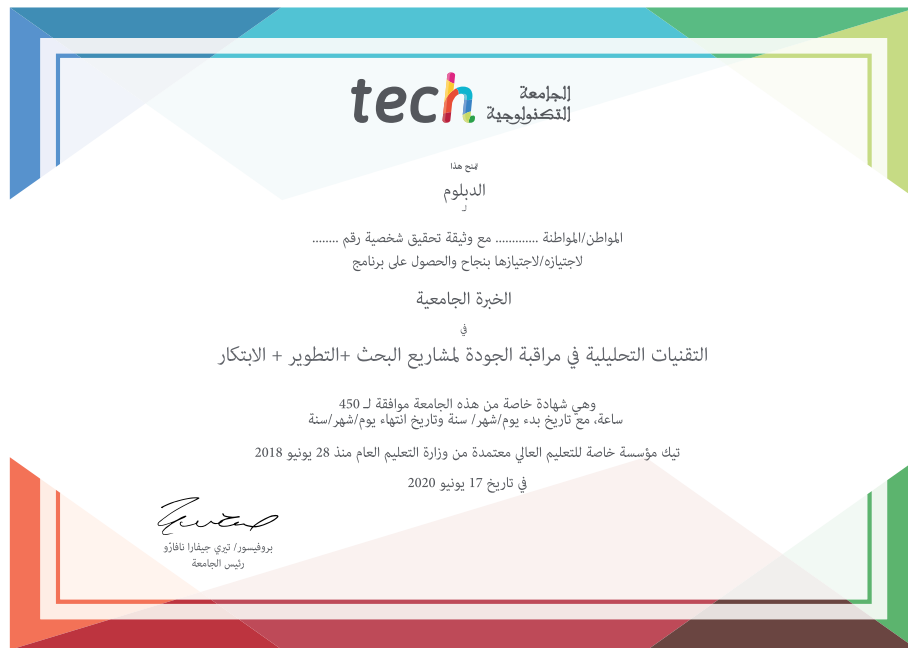 tech الجامعة
التكنولوجية
يمنح هذا
الدبلوم
لـ
المواطن/المواطنة ............. مع وثيقة تحقيق شخصية رقم ........
لاجتيازه/لاجتيازها بنجاح والحصول على برنامج
الخبرة الجامعية
في
التقنيات التحليلية في مراقبة الجودة لمشاريع البحث +التطوير + الابتكار
وهي شهادة خاصة من هذه الجامعة موافقة لـ 450
ساعة، مع تاريخ بدء يوم/شهر/ سنة وتاريخ انتهاء يوم/شهر/سنة
تيك مؤسسة خاصة للتعليم العالي معتمدة من وزارة التعليم العام منذ 28 يونيو 2018
في تاريخ 17 يونيو 2020
بروفيسور/ تيري جيفارا نافارّو
رئيس الجامعة